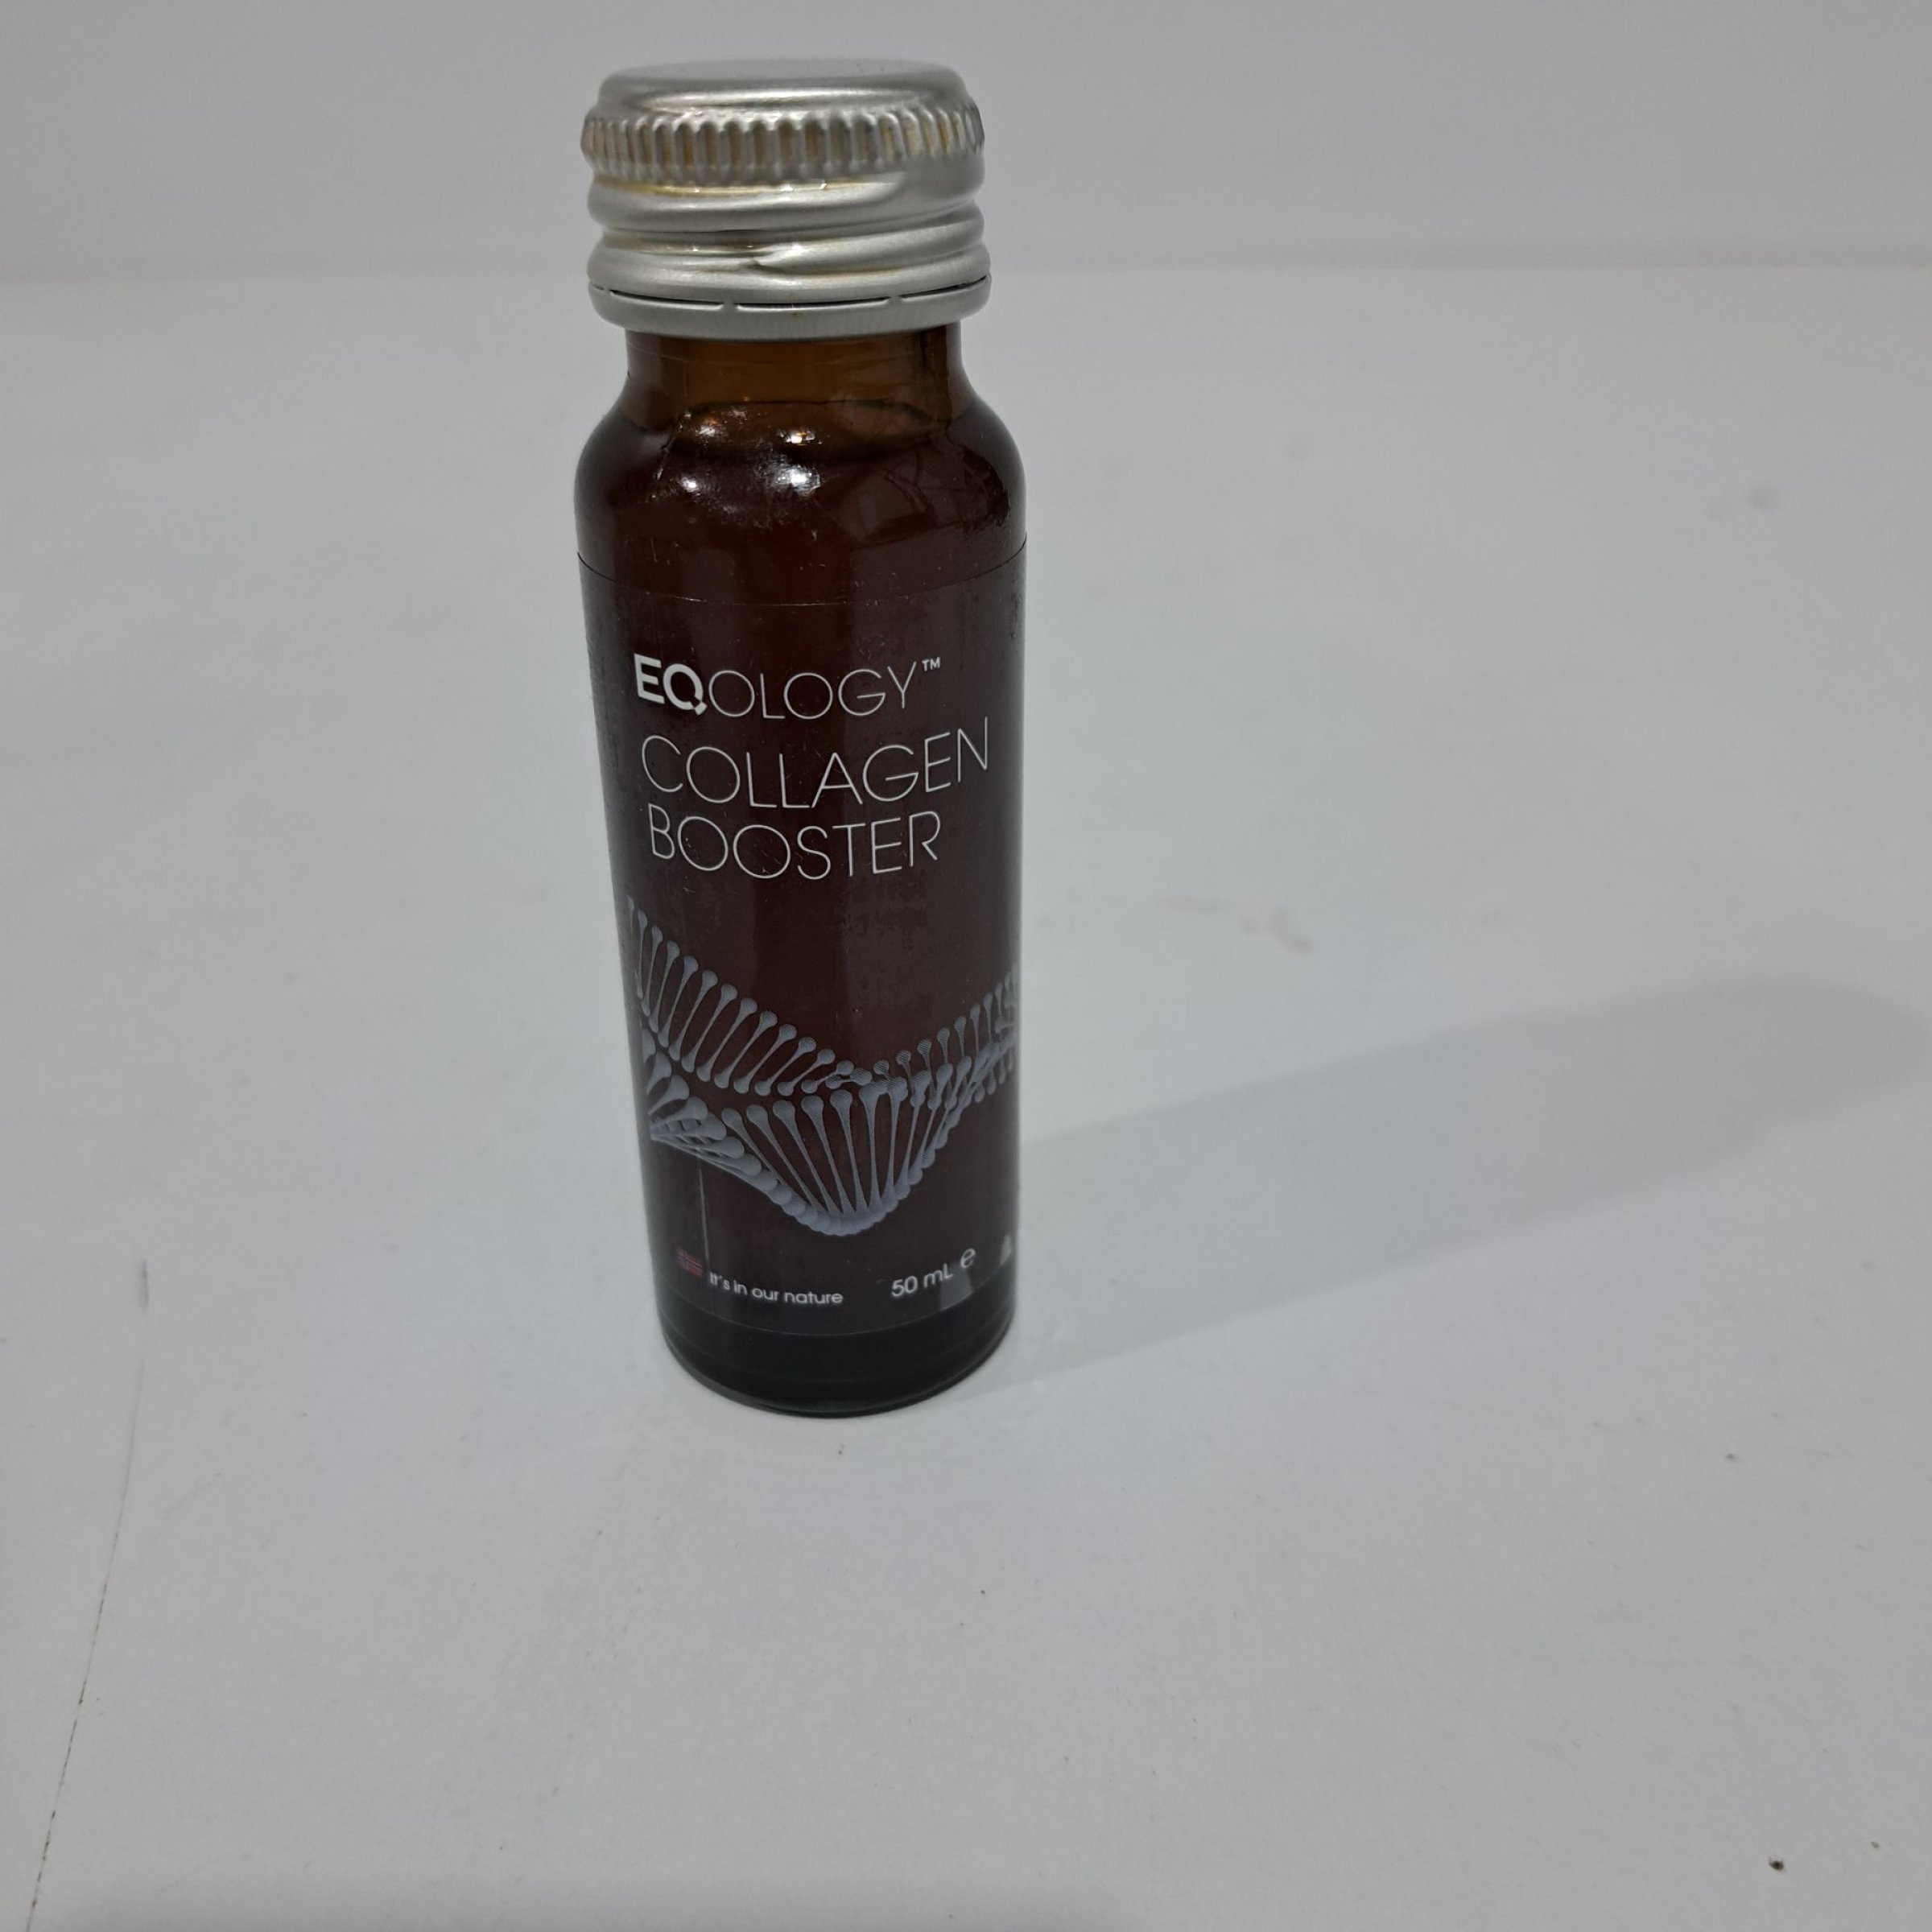 EQOLOGY™
COLLAGEN
BOOSTER
It's in our nature
50 mL ℮